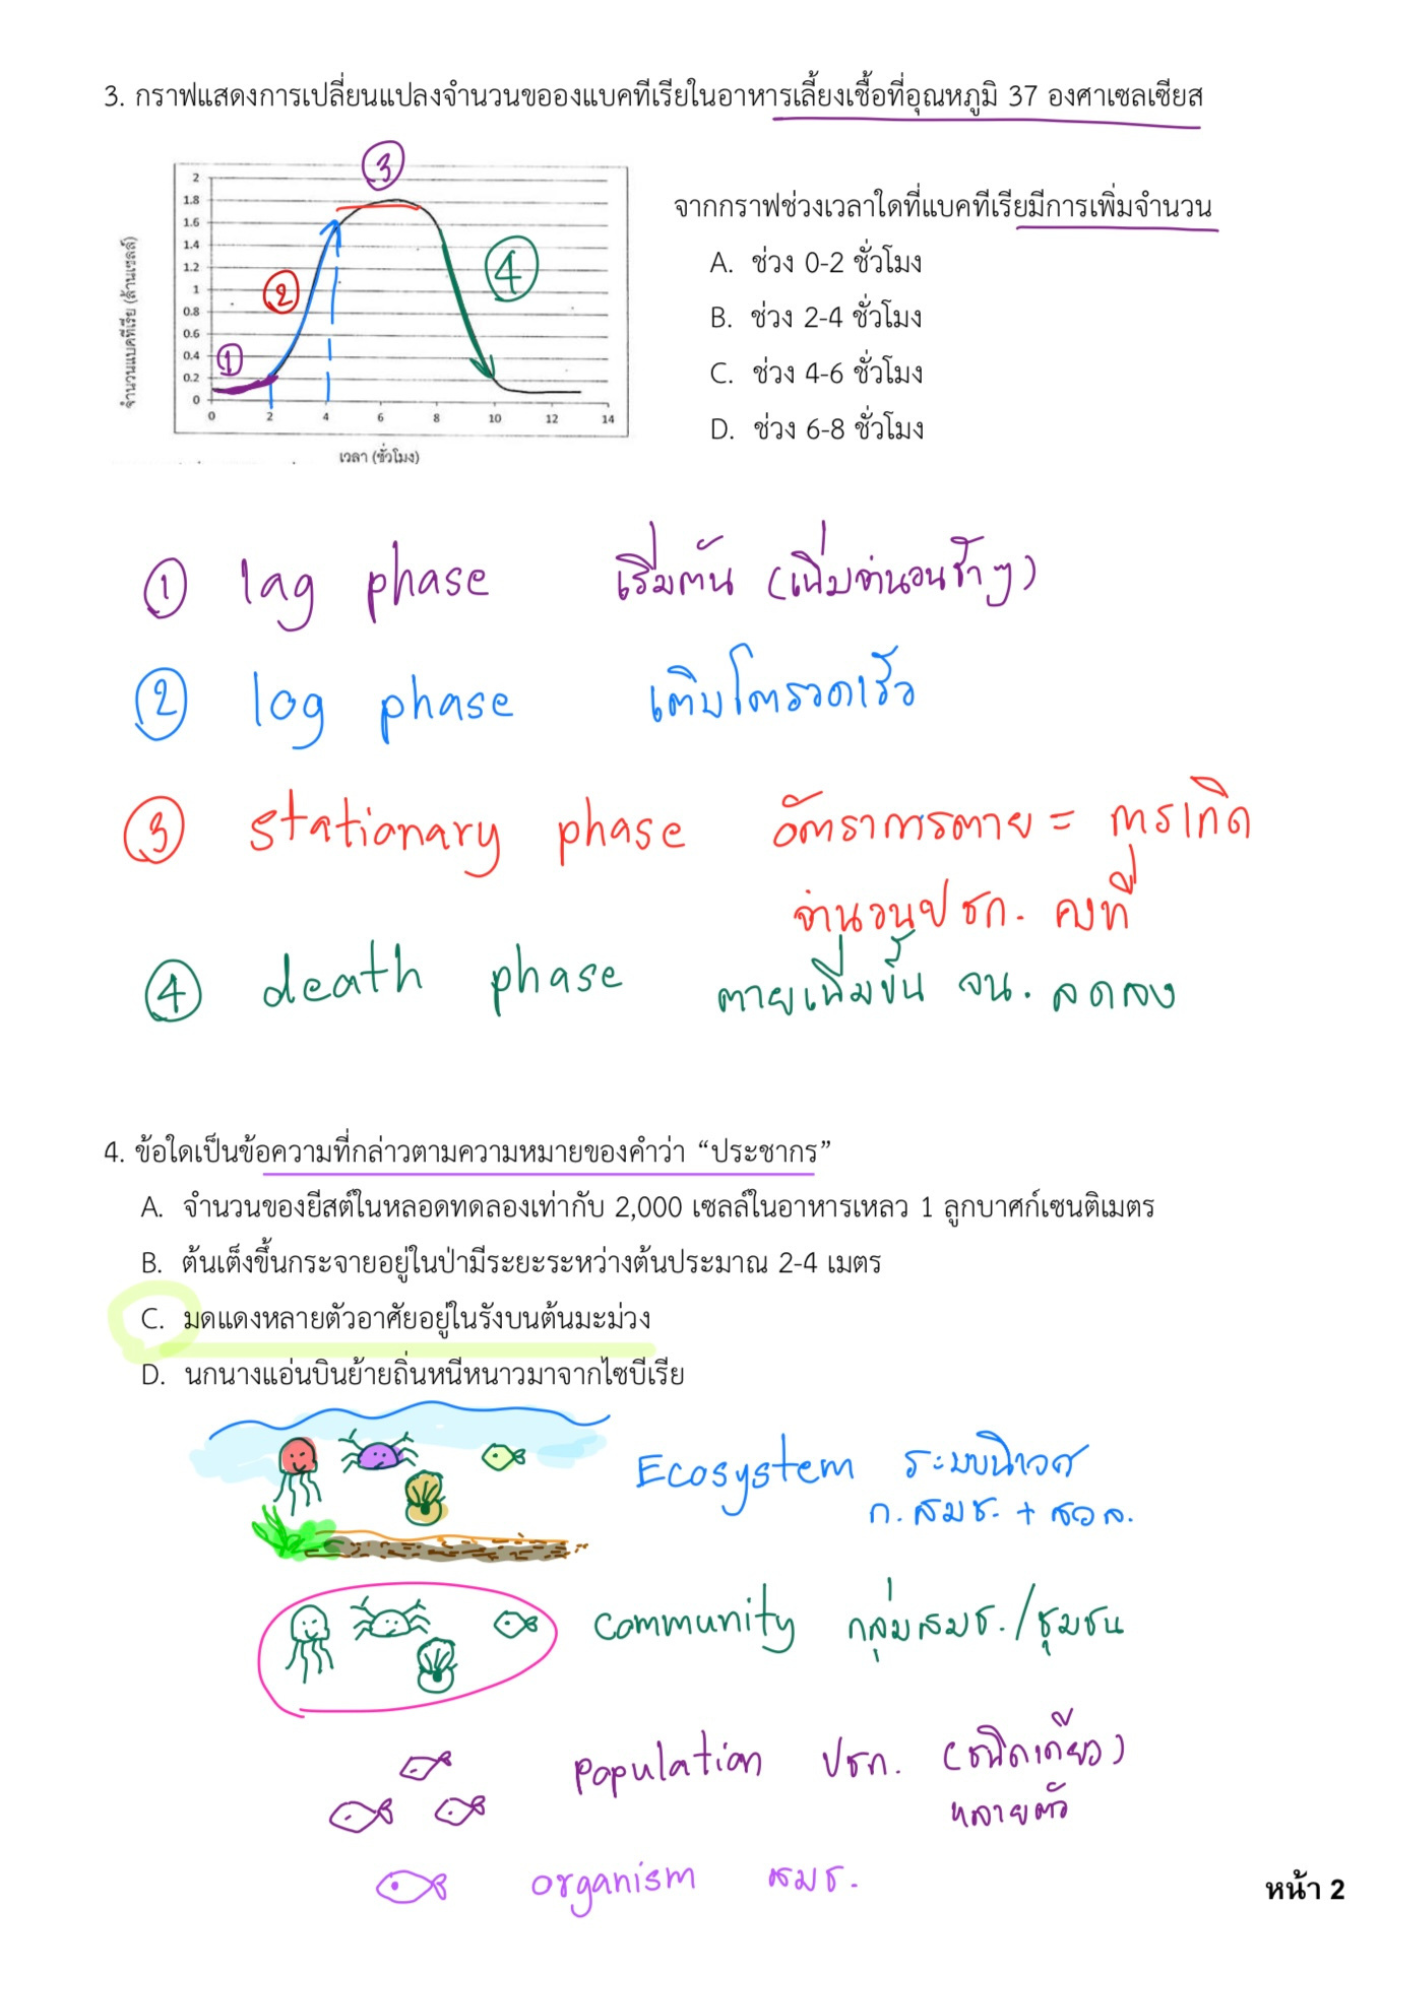 3. กราฟแสดงการเปลี่ยนแปลงจำนวนขอองแบคทีเรียในอาหารเลี้ยงเชื้อที่อุณหภูมิ 37 องศาเซลเซียส
จากกราฟช่วงเวลาใดที่แบคทีเรียมีการเพิ่มจำนวน
A. ช่วง 0-2 ชั่วโมง
B. ช่วง 2-4 ชั่วโมง
C. ช่วง 4-6 ชั่วโมง
D. ช่วง 6-8 ชั่วโมง
จำนวนแบคทีเรีย (ล้านเซลล์)
2
1.8
1.6
1.4
1.2
1
0.8
0.6
0.4
0.2
0
0 2 4 6 8 10 12 14
เวลา (ชั่วโมง)
3
4
2
1
1 lag phase เริ่มต้น (เพิ่มจำนวนช้าๆ)
2 log phase เติบโตรวดเร็ว
3 stationary phase อัตราการตาย = การเกิด
จำนวนปชก. คงที่
4 death phase ตายเพิ่มขึ้น จน. ลดลง
4. ข้อใดเป็นข้อความที่กล่าวตามความหมายของคำว่า “ประชากร”
A. จำนวนของยีสต์ในหลอดทดลองเท่ากับ 2,000 เซลล์ในอาหารเหลว 1 ลูกบาศก์เซนติเมตร
B. ต้นเต็งขึ้นกระจายอยู่ในป่ามีระยะระหว่างต้นประมาณ 2-4 เมตร
C. มดแดงหลายตัวอาศัยอยู่ในรังบนต้นมะม่วง
D. นกนางแอ่นบินย้ายถิ่นหนีหนาวมาจากไซบีเรีย
Ecosystem ระบบนิเวศ
ก. สมช. + สวล.
community กลุ่มสมช. / ชุมชน
population ปชก. (ชนิดเดียว)
หลายตัว
organism สมช.
หน้า 2